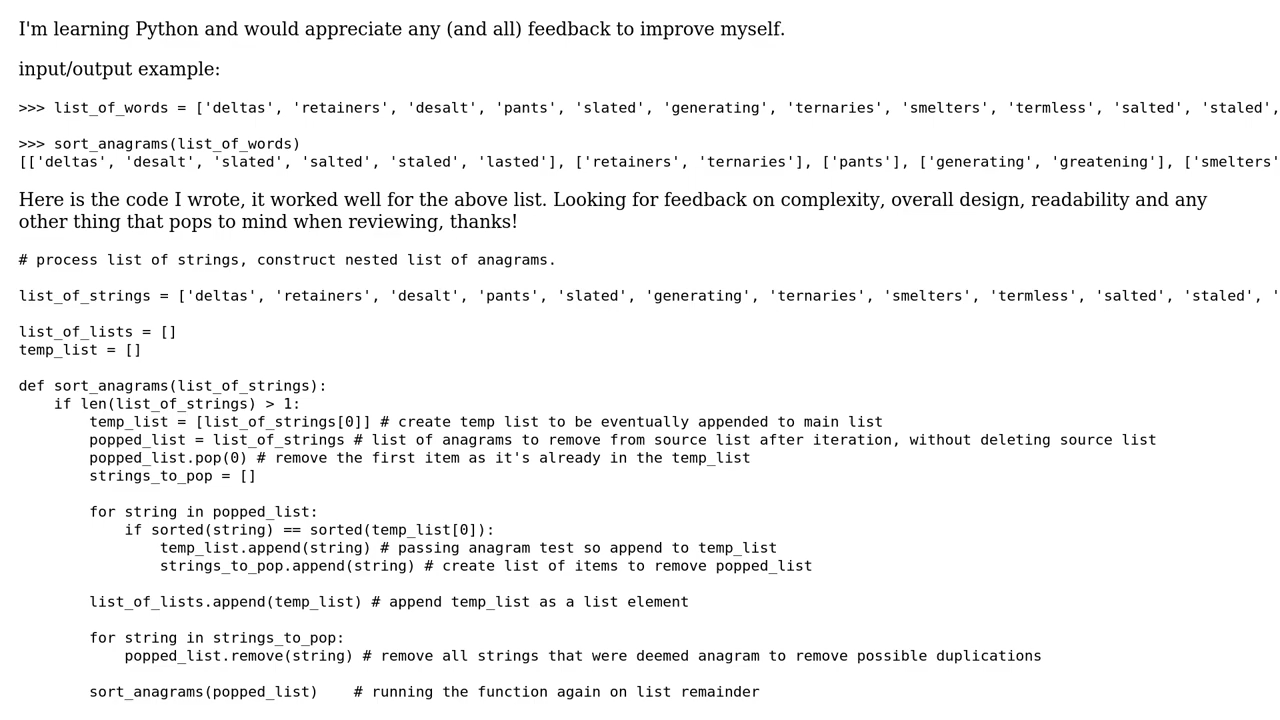 I'm learning Python and would appreciate any (and all) feedback to improve myself.
input/output example:
>>> list_of_words = ['deltas', 'retainers', 'desalt', 'pants', 'slated', 'generating', 'ternaries', 'smelters', 'termless', 'salted', 'staled',
>>> sort_anagrams(list_of_words)
[['deltas', 'desalt', 'slated', 'salted', 'staled', 'lasted'], ['retainers', 'ternaries'], ['pants'], ['generating', 'greatening'], ['smelters'
Here is the code I wrote, it worked well for the above list. Looking for feedback on complexity, overall design, readability and any
other thing that pops to mind when reviewing, thanks!
# process list of strings, construct nested list of anagrams.
list_of_strings = ['deltas', 'retainers', 'desalt', 'pants', 'slated', 'generating', 'ternaries', 'smelters', 'termless', 'salted', 'staled', '
list_of_lists = []
temp_list = []
def sort_anagrams(list_of_strings):
    if len(list_of_strings) > 1:
        temp_list = [list_of_strings[0]] # create temp list to be eventually appended to main list
        popped_list = list_of_strings # list of anagrams to remove from source list after iteration, without deleting source list
        popped_list.pop(0) # remove the first item as it's already in the temp_list
        strings_to_pop = []
        for string in popped_list:
            if sorted(string) == sorted(temp_list[0]):
                temp_list.append(string) # passing anagram test so append to temp_list
                strings_to_pop.append(string) # create list of items to remove popped_list
        list_of_lists.append(temp_list) # append temp_list as a list element
        for string in strings_to_pop:
            popped_list.remove(string) # remove all strings that were deemed anagram to remove possible duplications
        sort_anagrams(popped_list)    # running the function again on list remainder